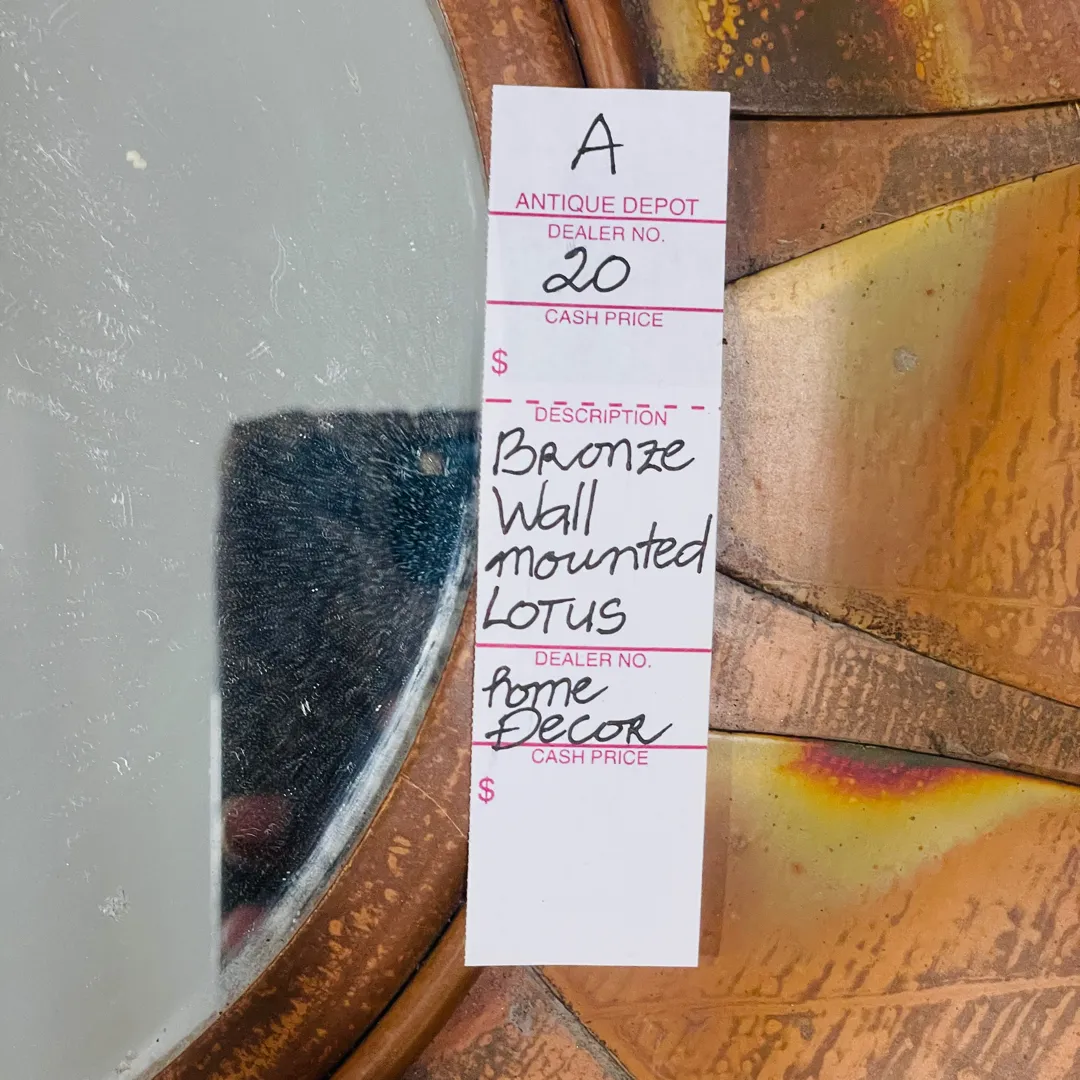 A
ANTIQUE DEPOT
DEALER NO.
20
CASH PRICE
$
DESCRIPTION
Bronze
Wall
mounted
LOTUS
DEALER NO.
home
DECOR
CASH PRICE
$